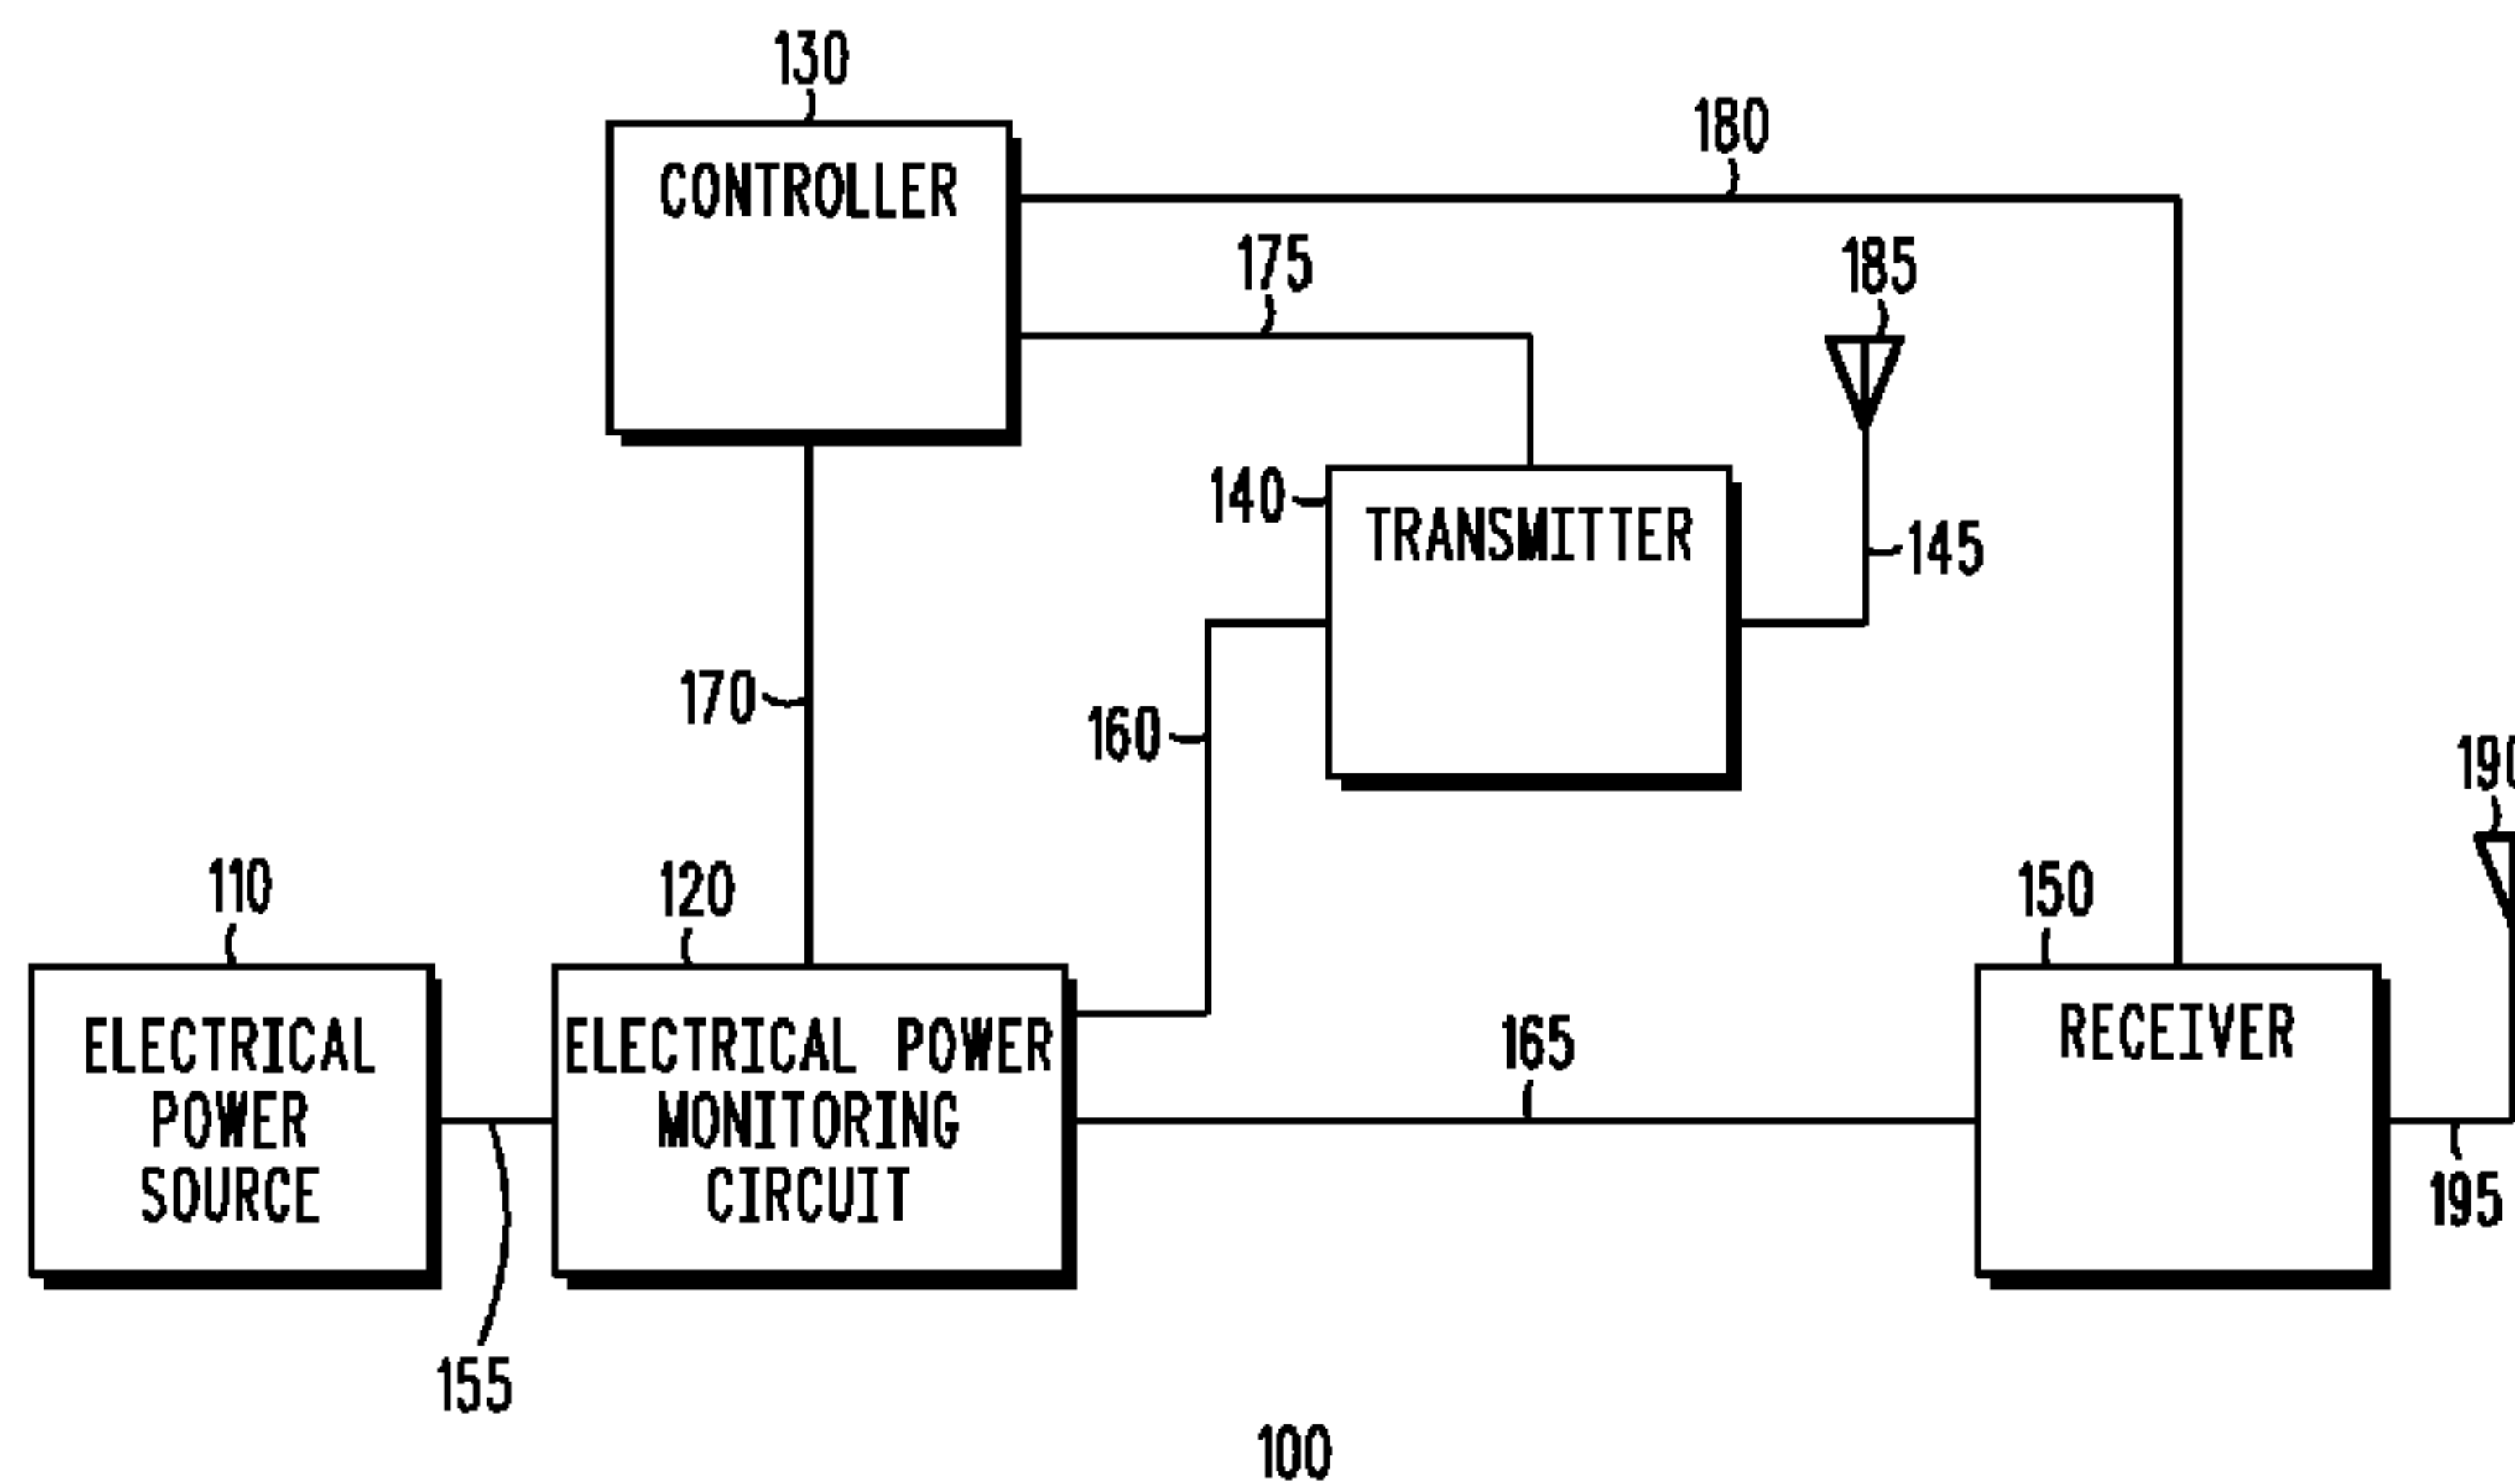 130
CONTROLLER
180
175
185
140
TRANSMITTER
145
170
160
190
110
120
150
ELECTRICAL
POWER
SOURCE
ELECTRICAL POWER
MONITORING
CIRCUIT
165
RECEIVER
195
155
100